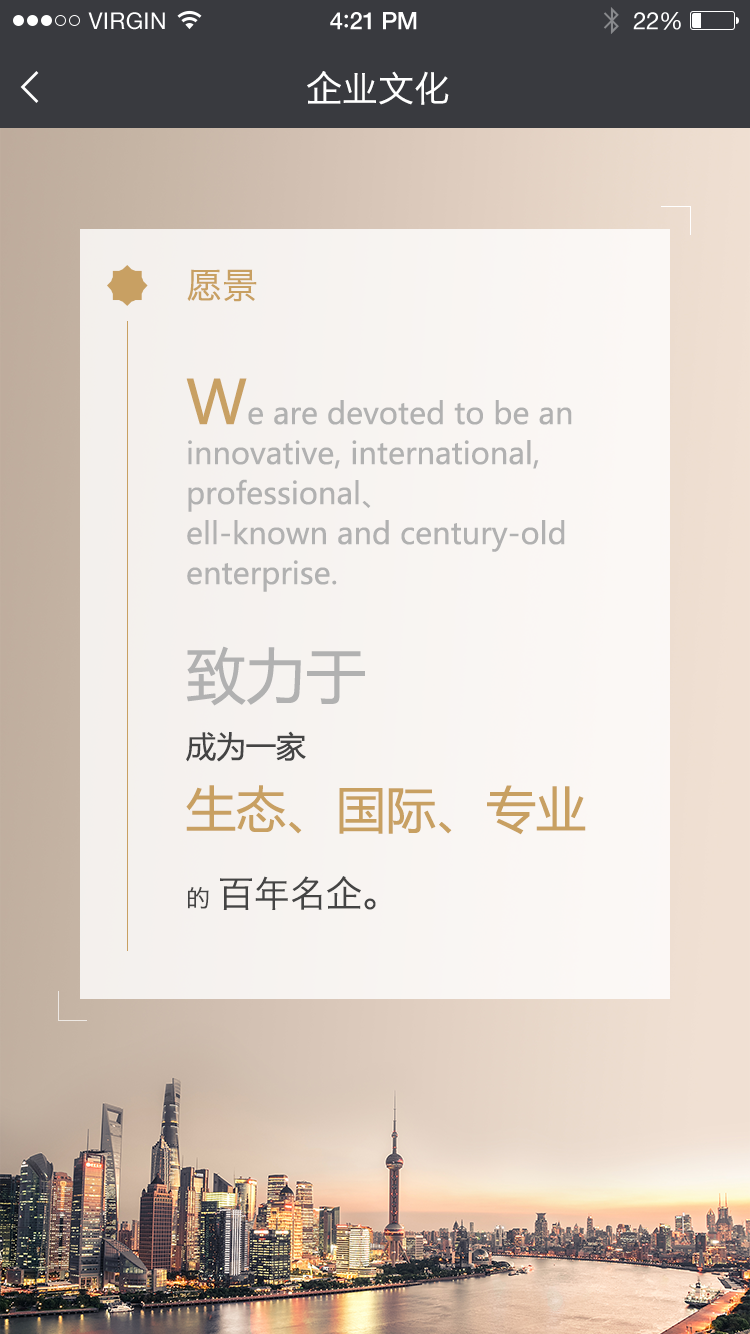 VIRGIN
4:21 PM
22%
企业文化
愿景
We are devoted to be an
innovative, international,
professional、
ell-known and century-old
enterprise.
致力于
成为一家
生态、国际、专业
的 百年名企。